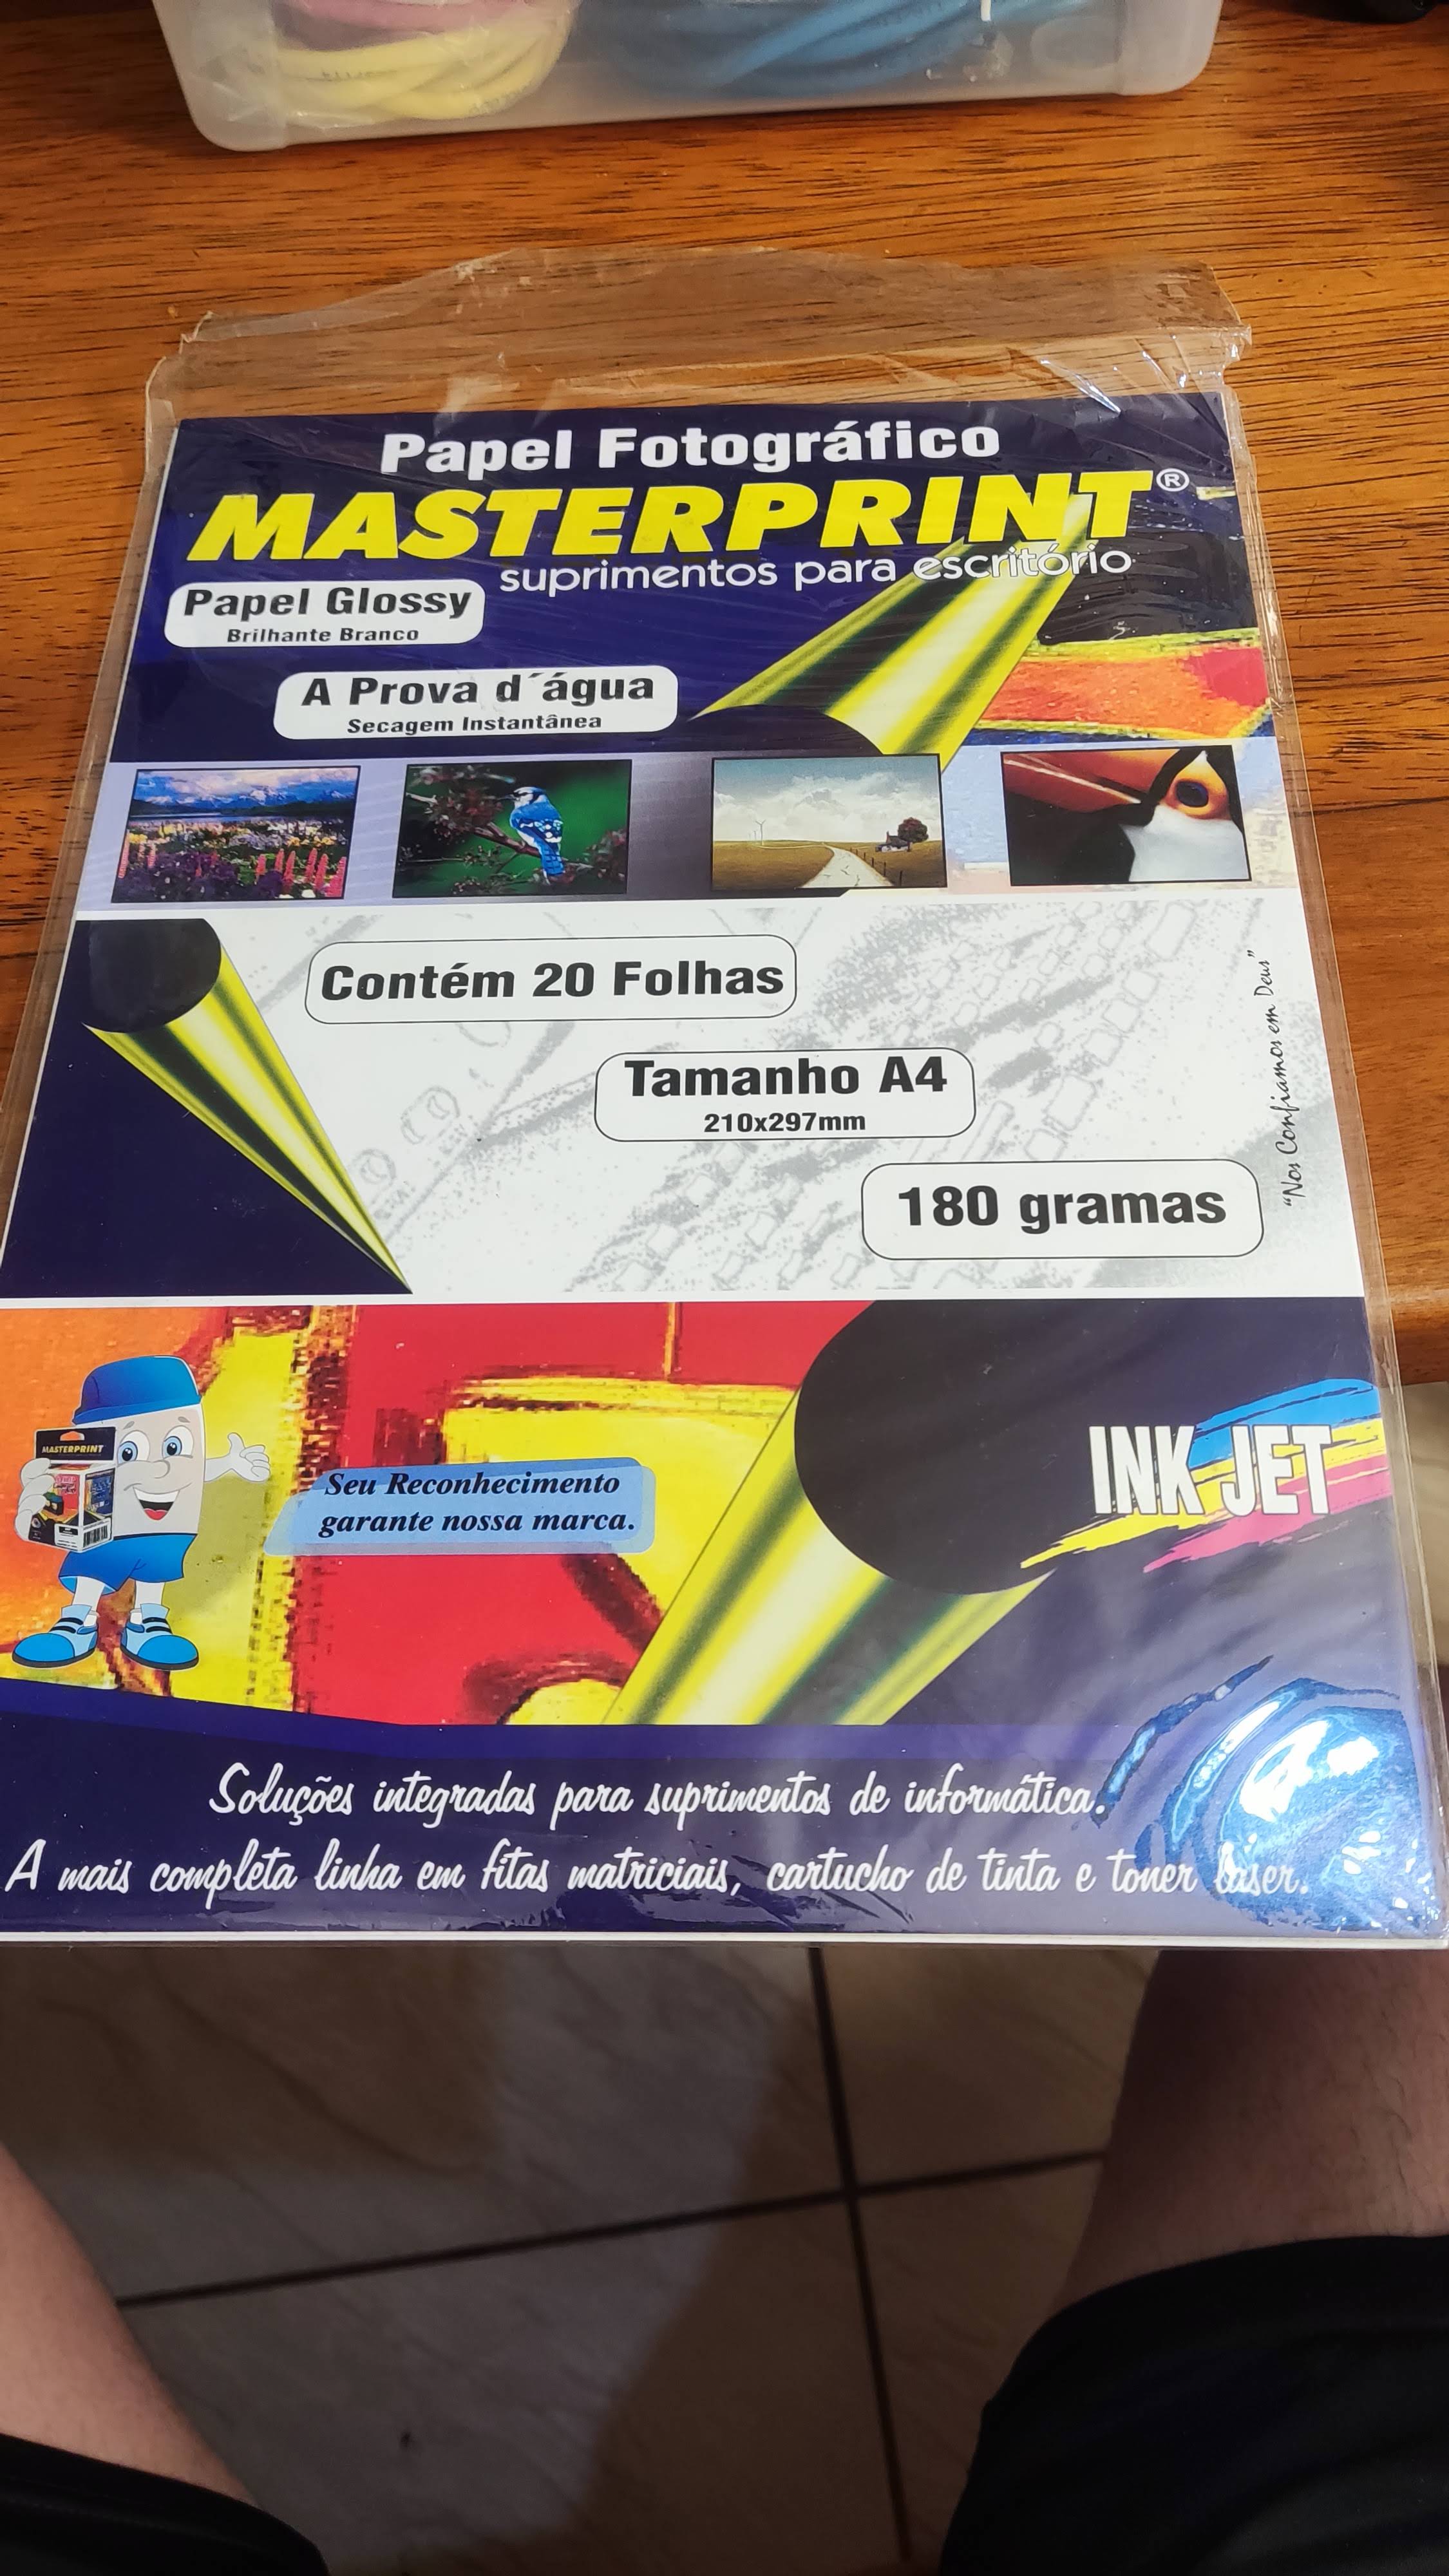 Papel Fotográfico
MASTERPRINT®
suprimentos para escritório
Papel Glossy
Brilhante Branco
A Prova d´água
Secagem Instantânea
Contém 20 Folhas
Tamanho A4
210x297mm
180 gramas
"Nos Confiamos em Deus"
MASTERPRINT
Seu Reconhecimento
garante nossa marca.
INK JET
Soluções integradas para suprimentos de informática.
A mais completa linha em fitas matriciais, cartucho de tinta e toner laser.